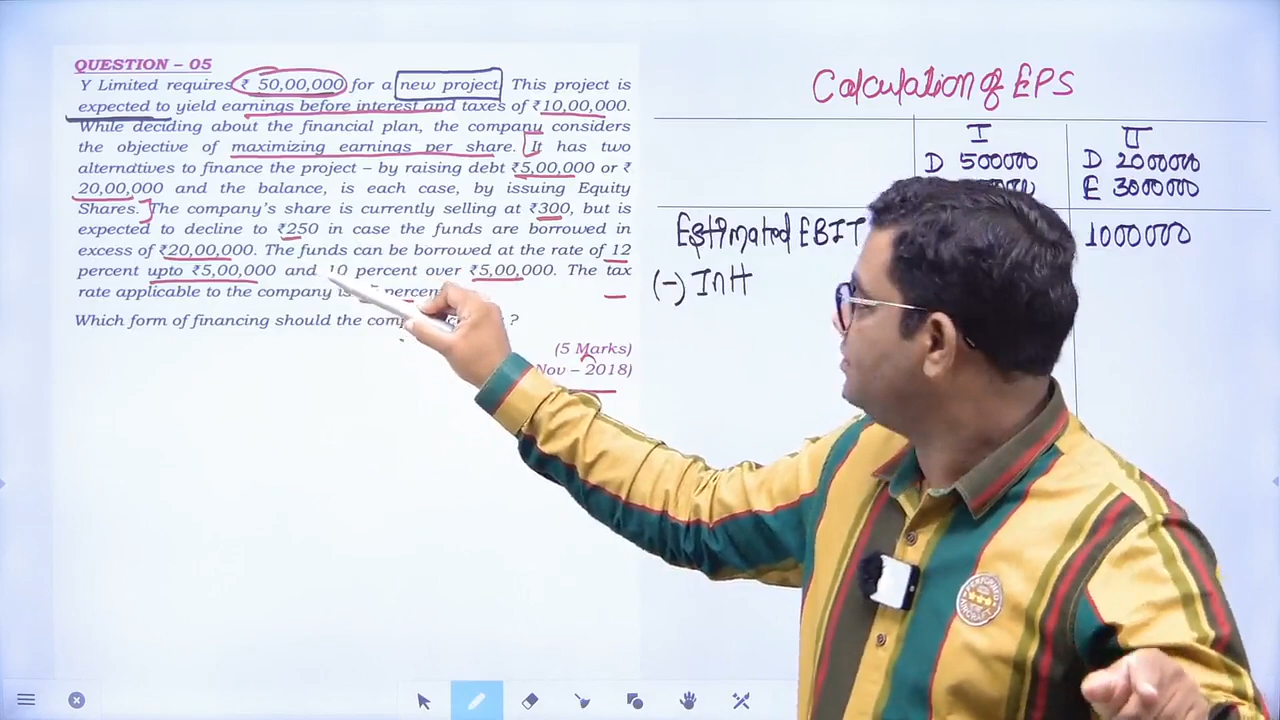 QUESTION – 05
Y Limited requires ₹ 50,00,000 for a new project. This project is
expected to yield earnings before interest and taxes of ₹10,00,000.
While deciding about the financial plan, the company considers
the objective of maximizing earnings per share. It has two
alternatives to finance the project – by raising debt ₹5,00,000 or ₹
20,00,000 and the balance, is each case, by issuing Equity
Shares. The company's share is currently selling at ₹300, but is
expected to decline to ₹250 in case the funds are borrowed in
excess of ₹20,00,000. The funds can be borrowed at the rate of 12
percent upto ₹5,00,000 and 10 percent over ₹5,00,000. The tax
rate applicable to the company is percent
Which form of financing should the ?
(5 Marks)
Nov – 2018)
Calculation of EPS
I II
D 500000 D 2000000
E 3000000
Estimated EBIT 1000000
(-) Int